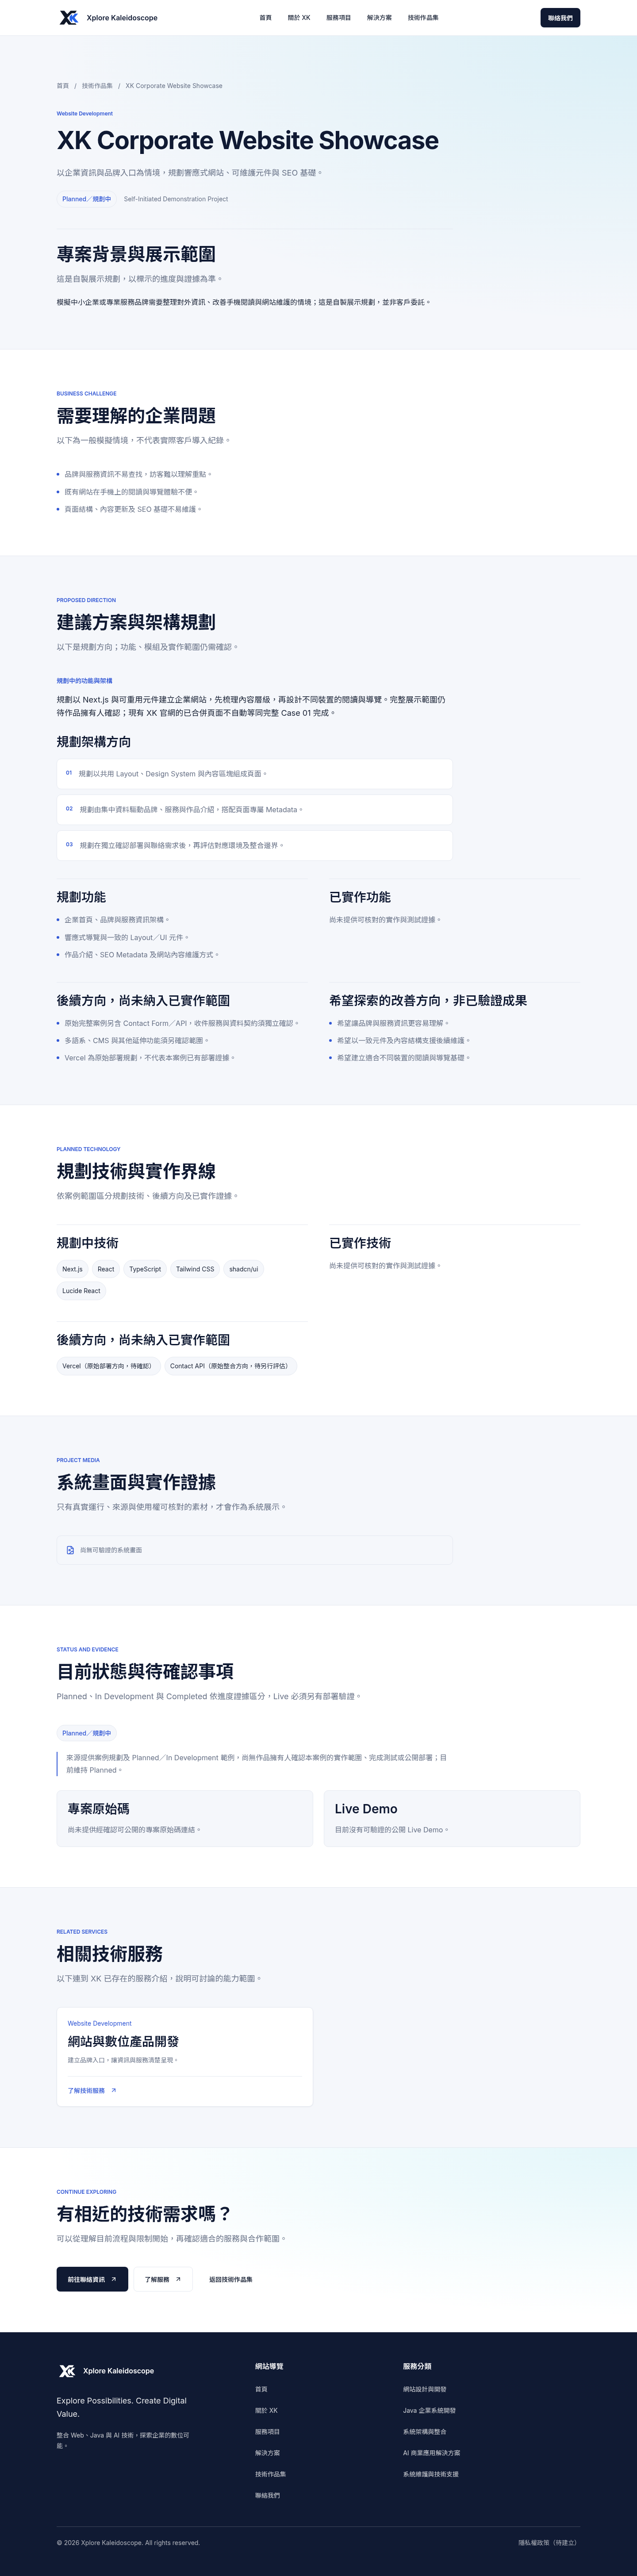 Xplore Kaleidoscope
首頁
關於 XK
服務項目
解決方案
技術作品集
聯絡我們
首頁 / 技術作品集 / XK Corporate Website Showcase
Website Development
XK Corporate Website Showcase
以企業資訊與品牌入口為情境，規劃響應式網站、可維護元件與 SEO 基礎。
Planned／規劃中
Self-Initiated Demonstration Project
專案背景與展示範圍
這是自製展示規劃，以標示的進度與證據為準。
模擬中小企業或專業服務品牌需要整理對外資訊、改善手機閱讀與網站維護的情境；這是自製展示規劃，並非客戶委託。
BUSINESS CHALLENGE
需要理解的企業問題
以下為一般模擬情境，不代表實際客戶導入紀錄。
品牌與服務資訊不易查找，訪客難以理解重點。
既有網站在手機上的閱讀與導覽體驗不便。
頁面結構、內容更新及 SEO 基礎不易維護。
PROPOSED DIRECTION
建議方案與架構規劃
以下是規劃方向；功能、模組及實作範圍仍需確認。
規劃中的功能與架構
規劃以 Next.js 與可重用元件建立企業網站，先梳理內容層級，再設計不同裝置的閱讀與導覽。完整展示範圍仍
待作品擁有人確認；現有 XK 官網的已合併頁面不自動等同完整 Case 01 完成。
規劃架構方向
01 規劃以共用 Layout、Design System 與內容區塊組成頁面。
02 規劃由集中資料驅動品牌、服務與作品介紹，搭配頁面專屬 Metadata。
03 規劃在獨立確認部署與聯絡需求後，再評估對應環境及整合邊界。
規劃功能
企業首頁、品牌與服務資訊架構。
響應式導覽與一致的 Layout／UI 元件。
作品介紹、SEO Metadata 及網站內容維護方式。
已實作功能
尚未提供可核對的實作與測試證據。
後續方向，尚未納入已實作範圍
原始完整案例另含 Contact Form／API，收件服務與資料契約須獨立確認。
多語系、CMS 與其他延伸功能須另確認範圍。
Vercel 為原始部署規劃，不代表本案例已有部署證據。
希望探索的改善方向，非已驗證成果
希望讓品牌與服務資訊更容易理解。
希望以一致元件及內容結構支援後續維護。
希望建立適合不同裝置的閱讀與導覽基礎。
PLANNED TECHNOLOGY
規劃技術與實作界線
依案例範圍區分規劃技術、後續方向及已實作證據。
規劃中技術
Next.js
React
TypeScript
Tailwind CSS
shadcn/ui
Lucide React
已實作技術
尚未提供可核對的實作與測試證據。
後續方向，尚未納入已實作範圍
Vercel（原始部署方向，待確認）
Contact API（原始整合方向，待另行評估）
PROJECT MEDIA
系統畫面與實作證據
只有真實運行、來源與使用權可核對的素材，才會作為系統展示。
尚無可驗證的系統畫面
STATUS AND EVIDENCE
目前狀態與待確認事項
Planned、In Development 與 Completed 依進度證據區分，Live 必須另有部署驗證。
Planned／規劃中
來源提供案例規劃及 Planned／In Development 範例，尚無作品擁有人確認本案例的實作範圍、完成測試或公開部署；目
前維持 Planned。
專案原始碼
尚未提供經確認可公開的專案原始碼連結。
Live Demo
目前沒有可驗證的公開 Live Demo。
RELATED SERVICES
相關技術服務
以下連到 XK 已存在的服務介紹，說明可討論的能力範圍。
Website Development
網站與數位產品開發
建立品牌入口，讓資訊與服務清楚呈現。
了解技術服務
CONTINUE EXPLORING
有相近的技術需求嗎？
可以從理解目前流程與限制開始，再確認適合的服務與合作範圍。
前往聯絡資訊
了解服務
返回技術作品集
Xplore Kaleidoscope
Explore Possibilities. Create Digital
Value.
整合 Web、Java 與 AI 技術，探索企業的數位可
能。
網站導覽
首頁
關於 XK
服務項目
解決方案
技術作品集
聯絡我們
服務分類
網站設計與開發
Java 企業系統開發
系統架構與整合
AI 商業應用解決方案
系統維護與技術支援
© 2026 Xplore Kaleidoscope. All rights reserved.
隱私權政策（待建立）